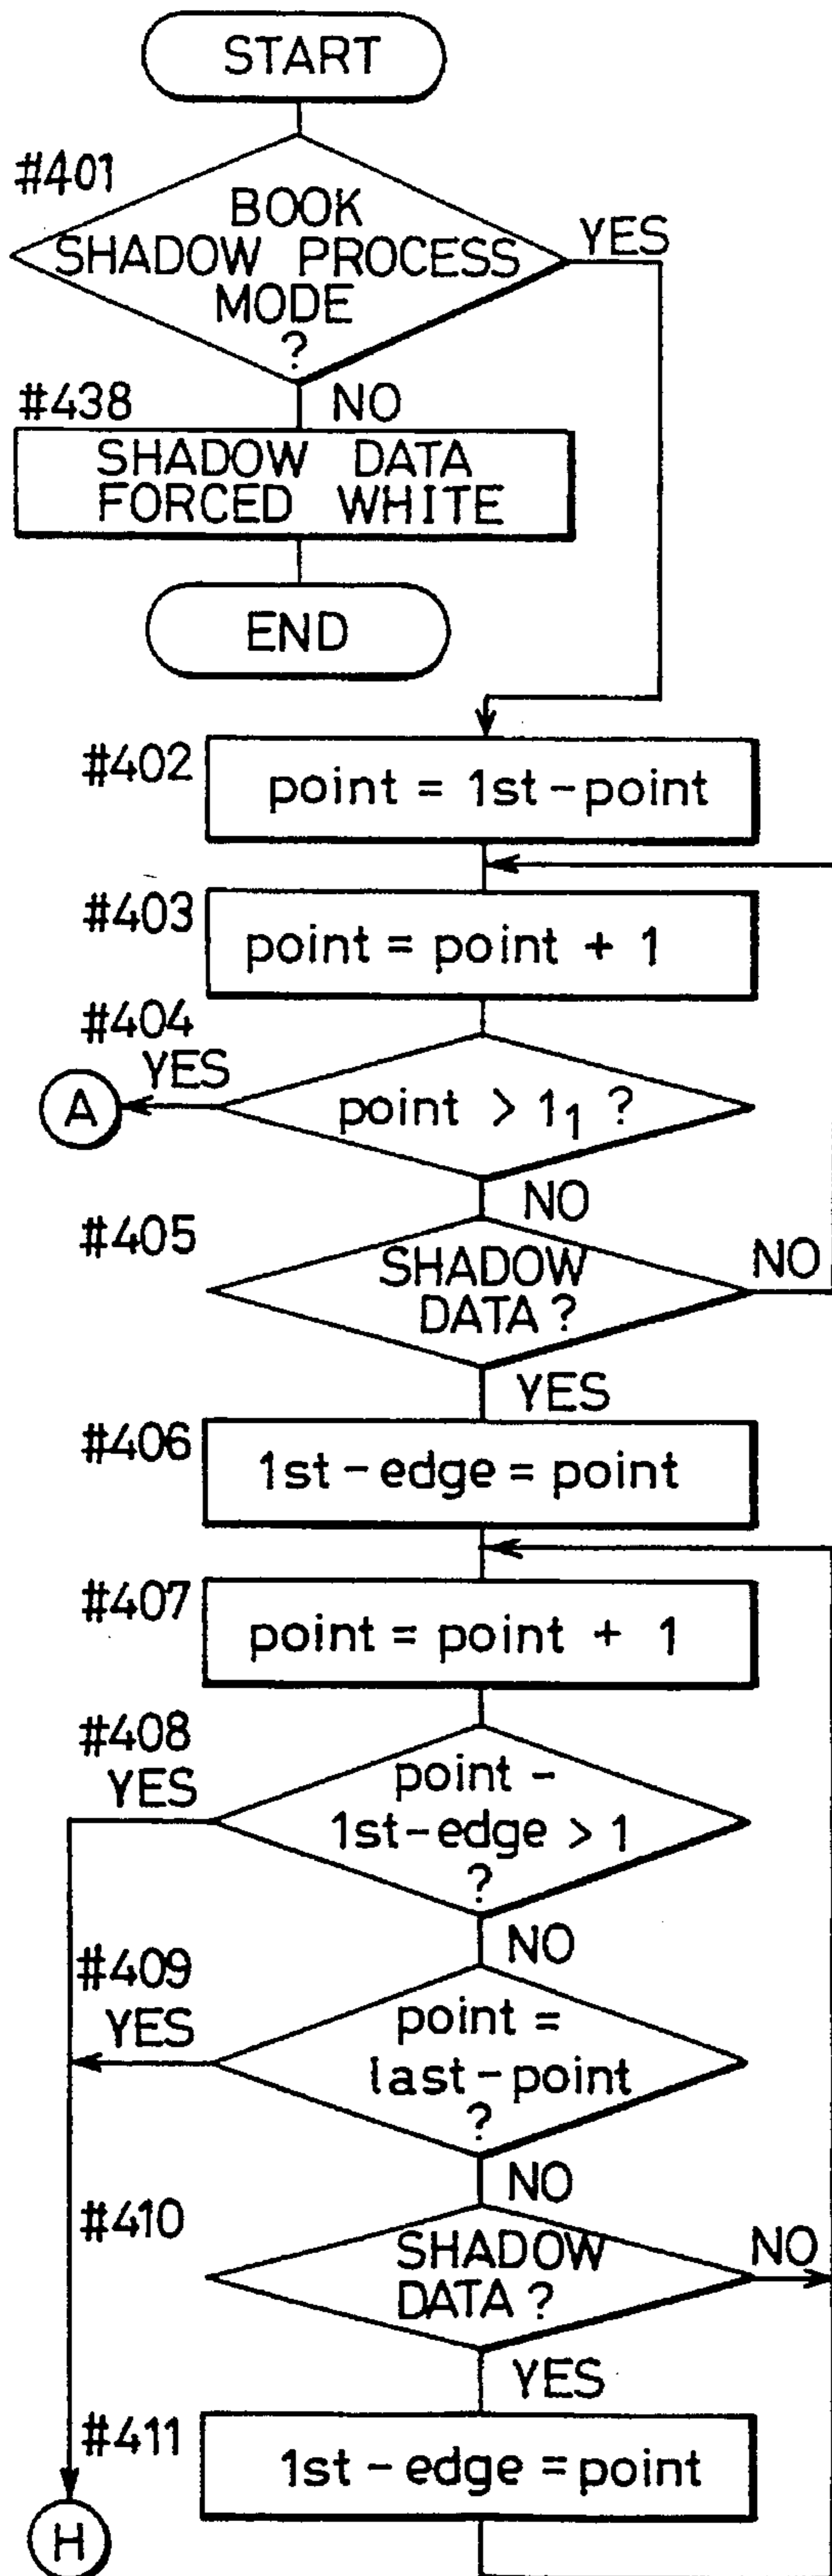 START
#401
BOOK
SHADOW PROCESS
MODE
?
YES
#438
NO
SHADOW DATA
FORCED WHITE
END
#402
point = 1st-point
#403
point = point + 1
#404
YES
A
point > 1₁ ?
NO
#405
SHADOW
DATA ?
NO
YES
#406
1st-edge = point
#407
point = point + 1
#408
YES
point -
1st-edge > 1
?
NO
#409
YES
point =
last-point
?
NO
#410
SHADOW
DATA ?
NO
YES
#411
1st-edge = point
H